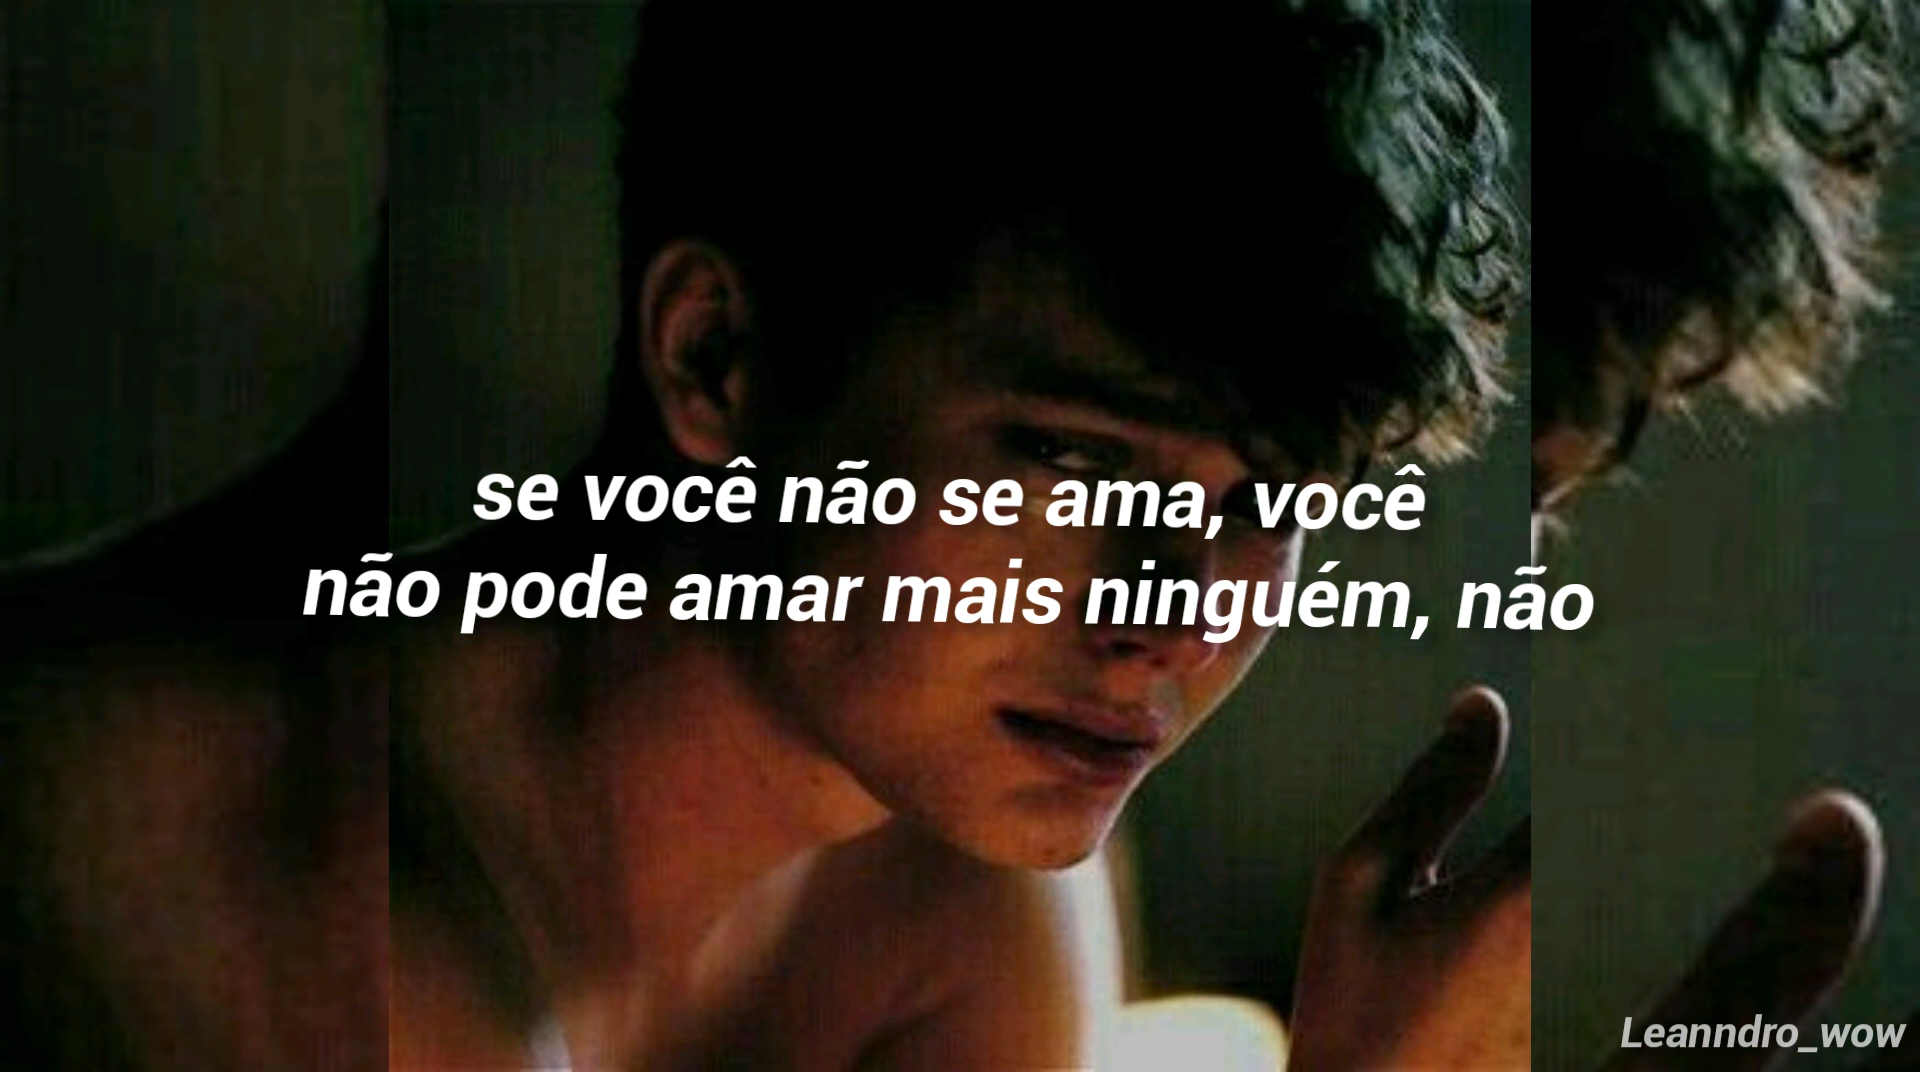 se você não se ama, você
não pode amar mais ninguém, não
Leanndro_wow